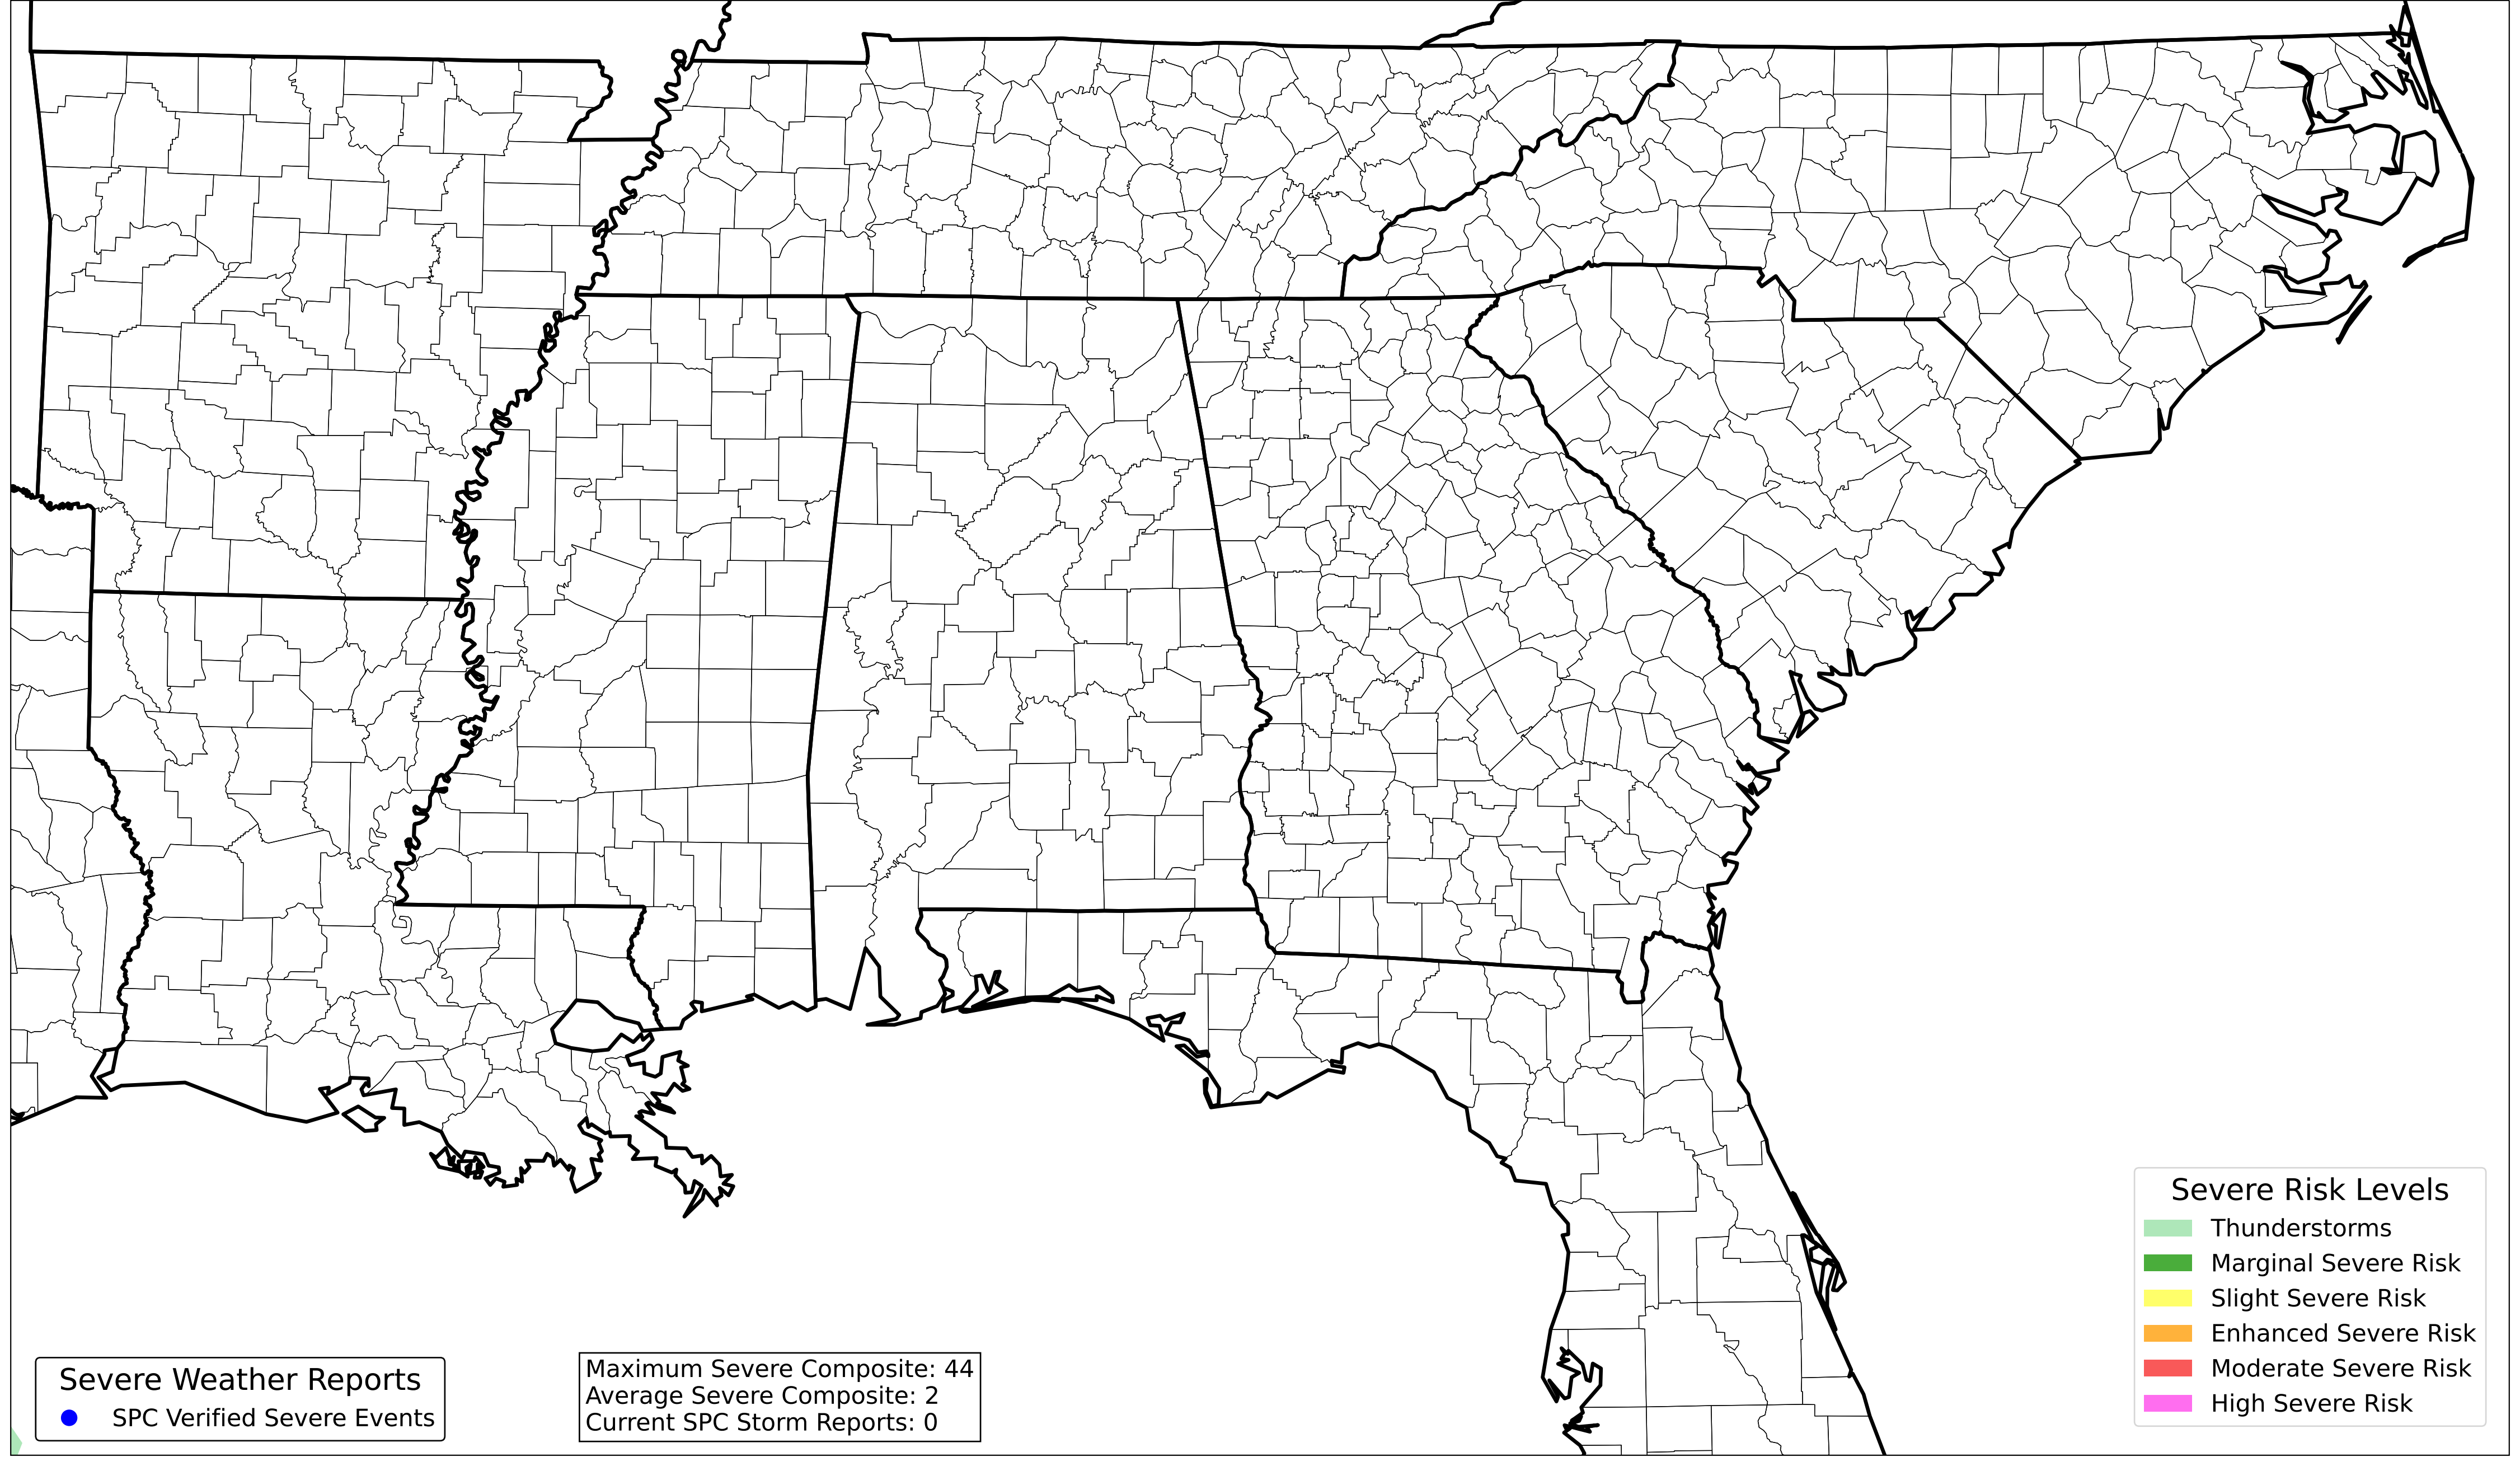 Severe Risk Levels
Thunderstorms
Marginal Severe Risk
Slight Severe Risk
Enhanced Severe Risk
Moderate Severe Risk
High Severe Risk
Severe Weather Reports
SPC Verified Severe Events
Maximum Severe Composite: 44
Average Severe Composite: 2
Current SPC Storm Reports: 0